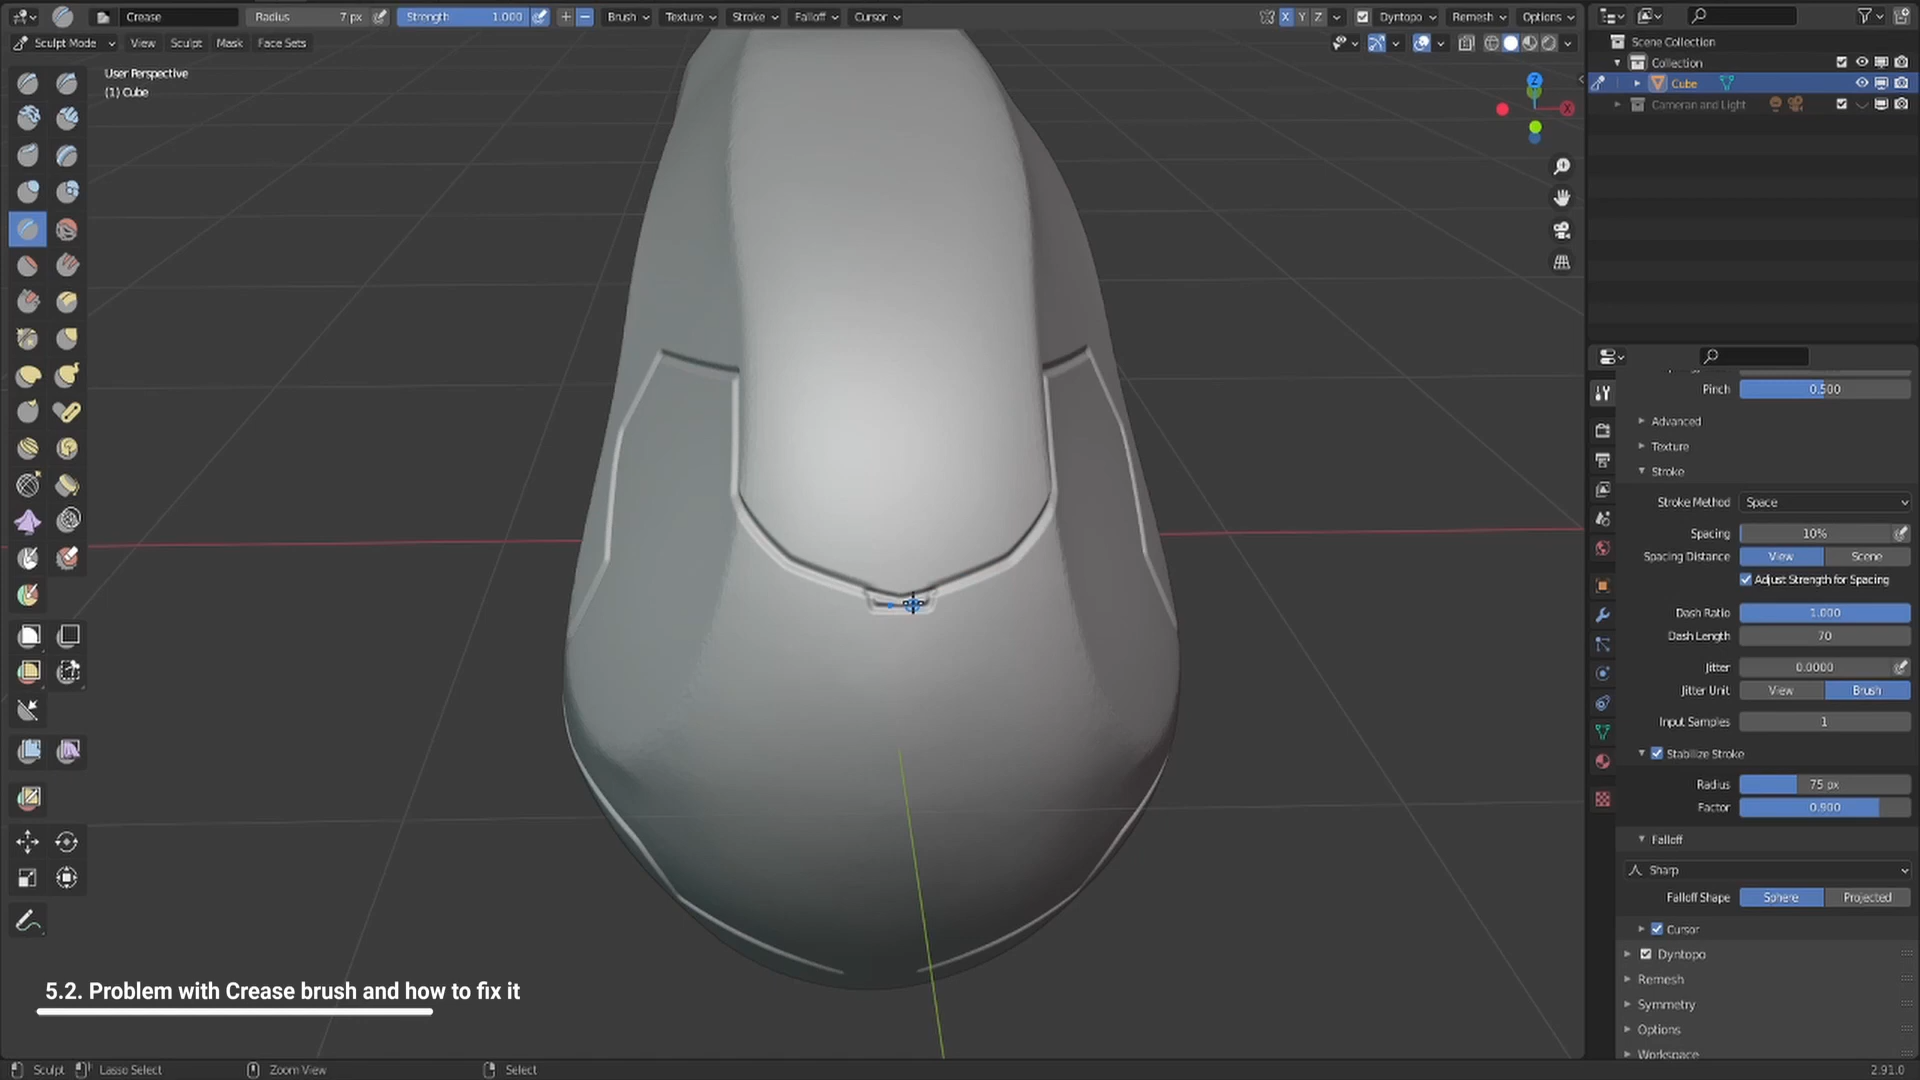 Crease
Radius 7 px
Strength 1.000
Brush
Texture
Stroke
Falloff
Cursor
X Y Z
Dyntopo
Remesh
Options
Sculpt Mode
View
Sculpt
Mask
Face Sets
User Perspective
(1) Cube
Z
X
Scene Collection
Collection
Cube
Cameran and Light
Pinch 0.500
Advanced
Texture
Stroke
Stroke Method Space
Spacing 10%
Spacing Distance View Scene
Adjust Strength for Spacing
Dash Ratio 1.000
Dash Length 70
Jitter 0.0000
Jitter Unit View Brush
Input Samples 1
Stabilize Stroke
Radius 75 px
Factor 0.900
Falloff
Sharp
Falloff Shape Sphere Projected
Cursor
Dyntopo
Remesh
Symmetry
Options
Workspace
5.2. Problem with Crease brush and how to fix it
Sculpt
Lasso Select
Zoom View
Select
2.91.0